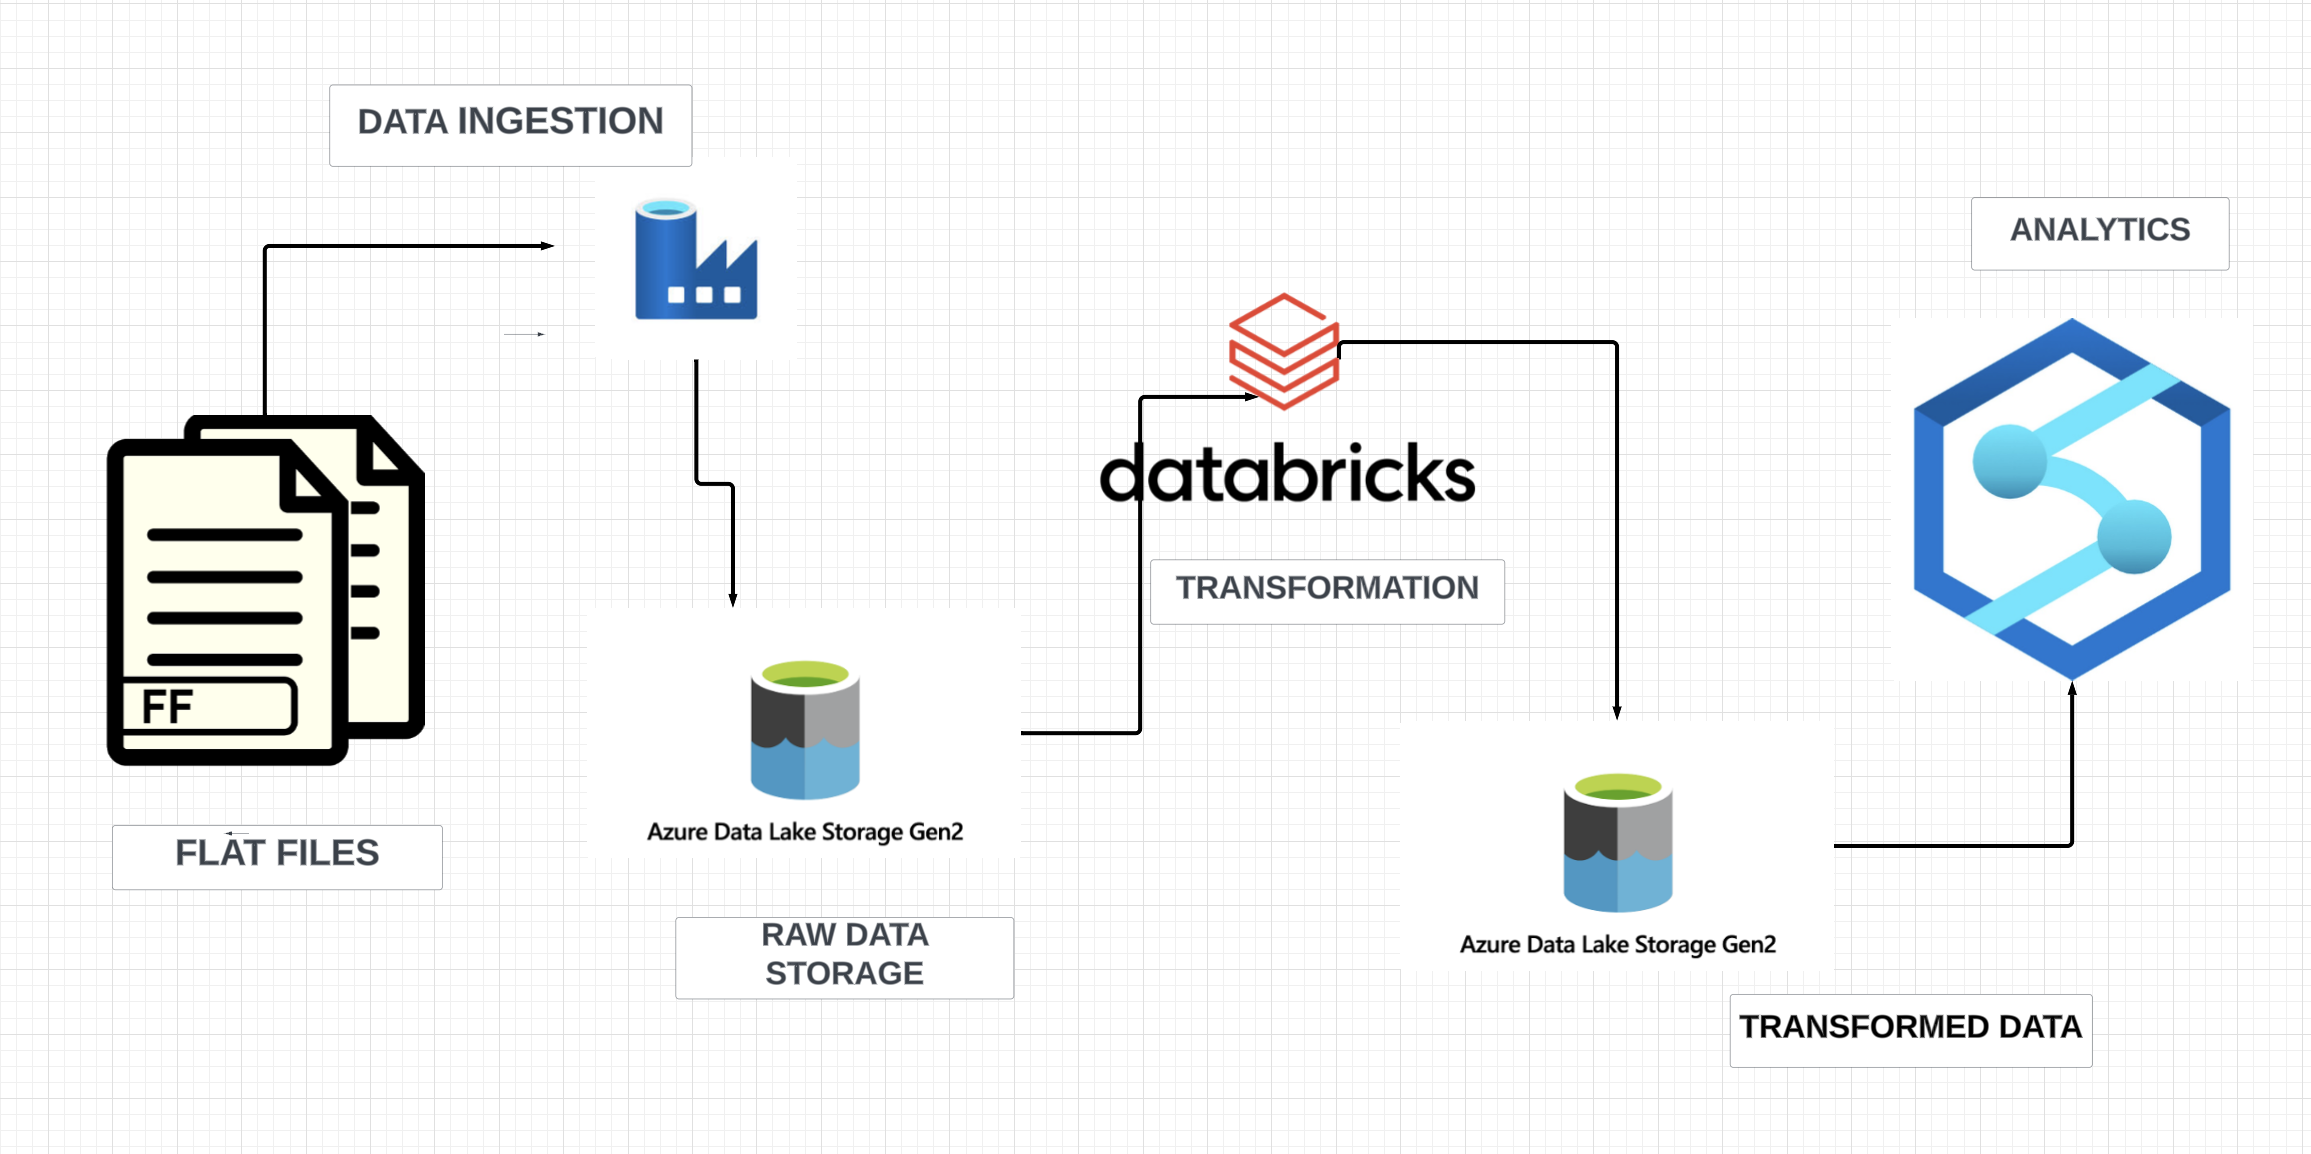 DATA INGESTION
ANALYTICS
databricks
TRANSFORMATION
FF
Azure Data Lake Storage Gen2
FLAT FILES
RAW DATA
STORAGE
Azure Data Lake Storage Gen2
TRANSFORMED DATA